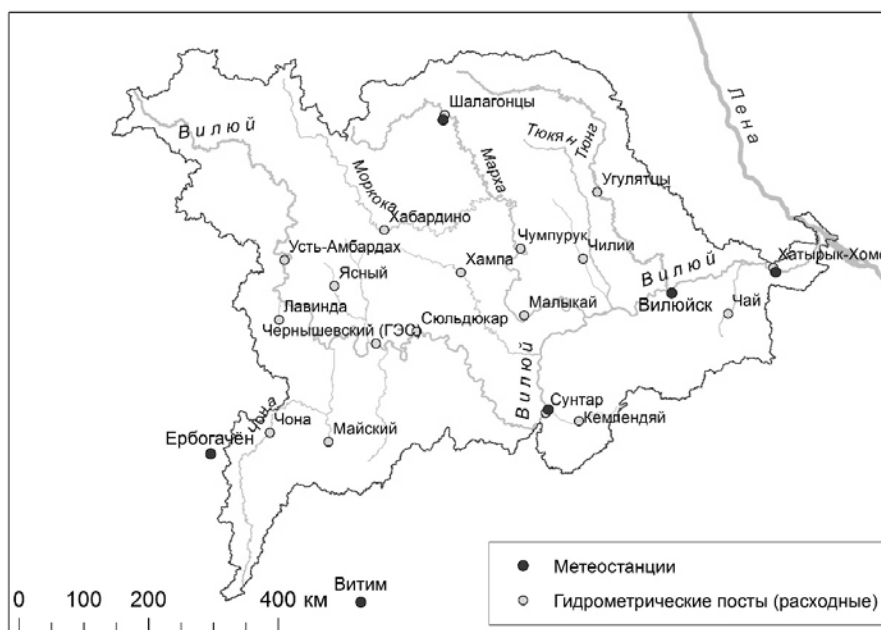 Лена
Вилюй
Шалагонцы
Тюкян
Тюнг
Марха
Моркока
Угулятцы
Хабардино
Чумпурук
Усть-Амбардах
Хампа
Чилии
Вилюй
Хатырык-Хомо
Ясный
Вилюйск
Лавинда
Сюльдюкар
Малыкай
Чай
Чернышевский (ГЭС)
Вилюй
Сунтар
Кемпендяй
Чона
Чона
Майский
Ербогачён
Витим
0 100 200 400 км
Метеостанции
Гидрометрические посты (расходные)